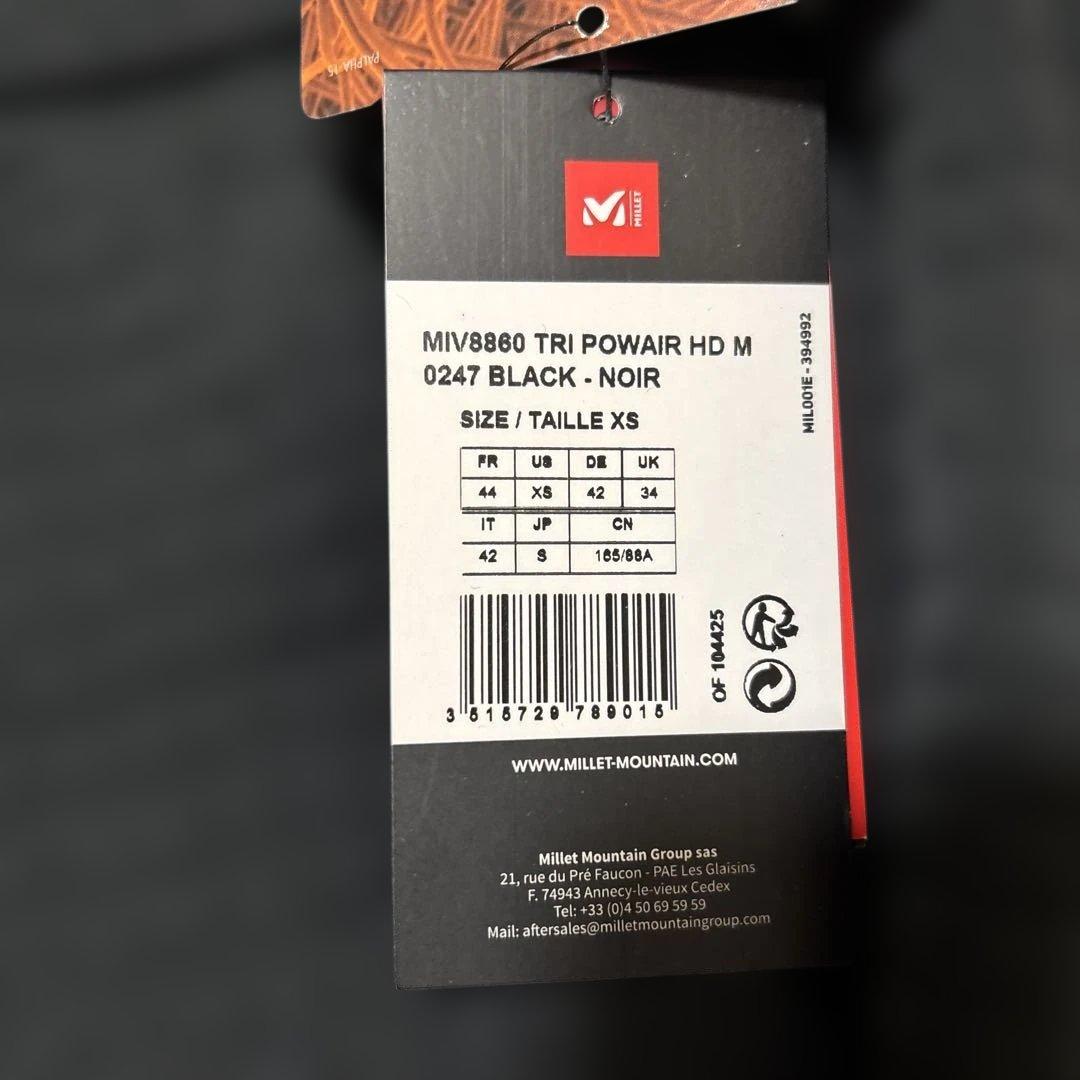 PALPHA 15
MILLET
MIV8860 TRI POWAIR HD M
0247 BLACK - NOIR
SIZE / TAILLE XS
FR US DE UK
44 XS 42 34
IT JP CN
42 S 165/88A
3 515729 789015
OF 104425
MIL001E - 394992
WWW.MILLET-MOUNTAIN.COM
Millet Mountain Group sas
21, rue du Pré Faucon - PAE Les Glaisins
F. 74943 Annecy-le-vieux Cedex
Tel: +33 (0)4 50 69 59 59
Mail: aftersales@milletmountaingroup.com